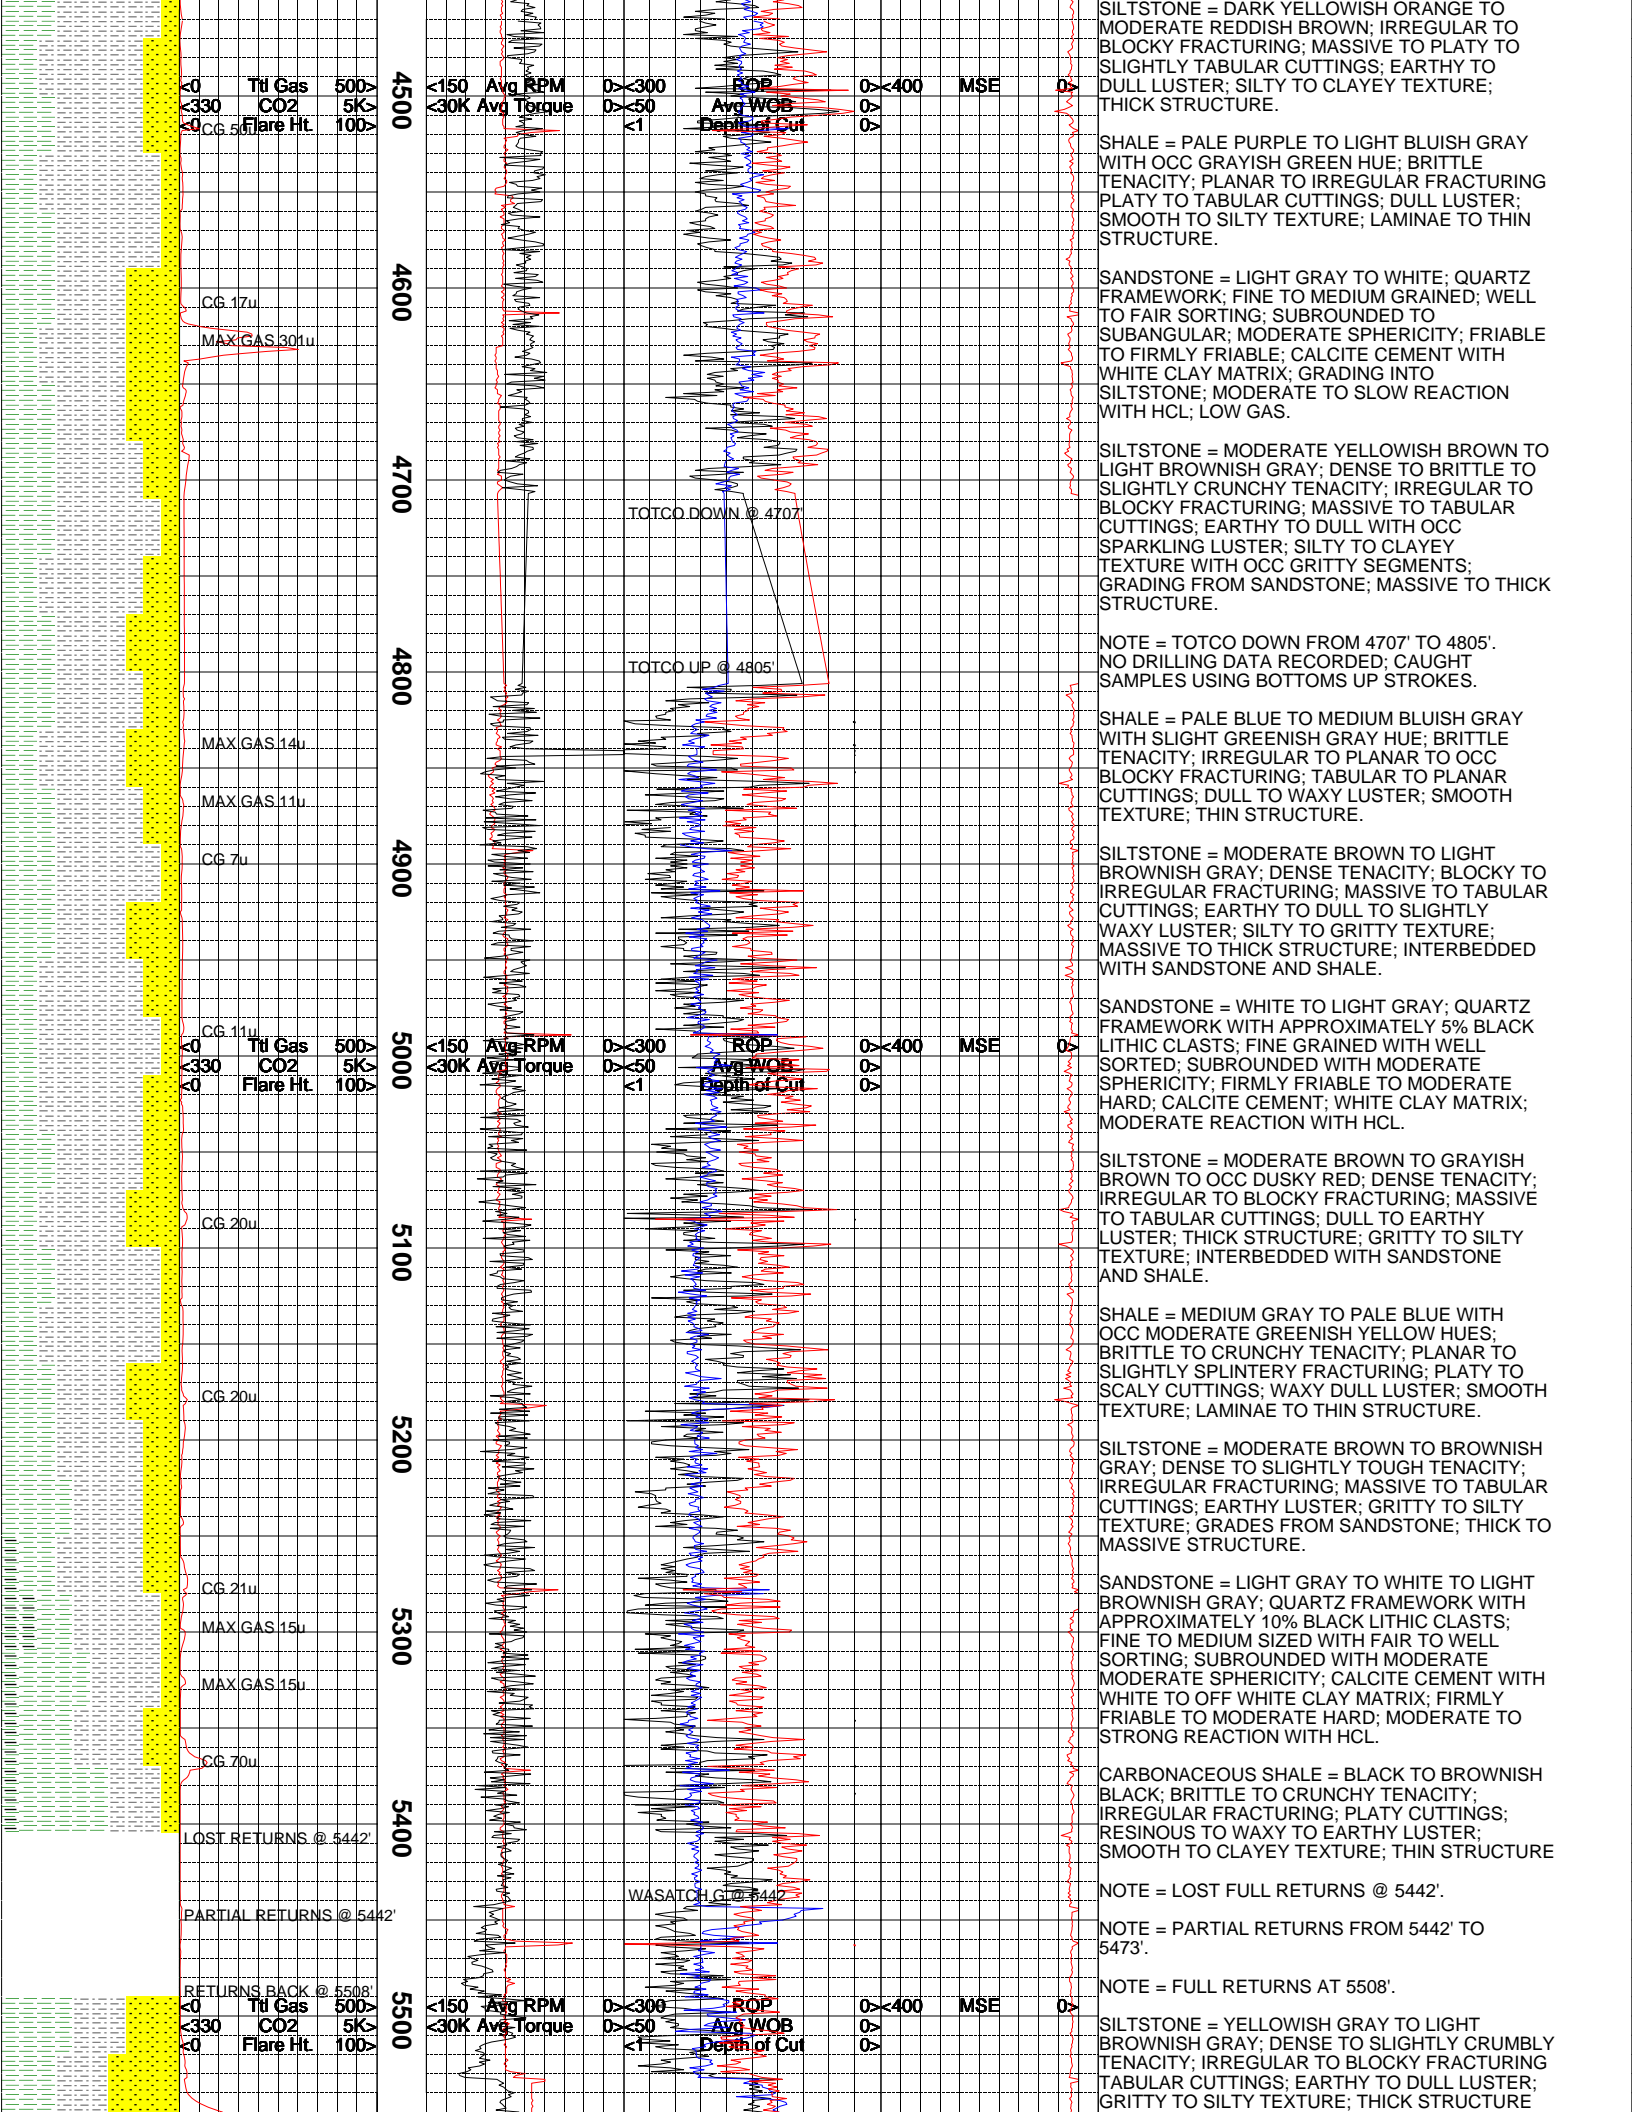 <0 Ttl Gas 500> <150 Avg RPM 0><300 ROP 0><400 MSE 0>
<330 CO2 5K> <30K Avg Torque 0><50 Avg WOB 0>
<0 Flare Ht. 100> <1 Depth of Cut 0>
CG 50u
4500
CG 17u
4600
MAX GAS 301u
4700
TOTCO DOWN @ 4707'
TOTCO UP @ 4805'
4800
MAX GAS 14u
MAX GAS 11u
CG 7u
4900
CG 11u
<0 Ttl Gas 500> <150 Avg RPM 0><300 ROP 0><400 MSE 0>
<330 CO2 5K> <30K Avg Torque 0><50 Avg WOB 0>
<0 Flare Ht. 100> <1 Depth of Cut 0>
5000
CG 20u
5100
CG 20u
5200
CG 21u
MAX GAS 15u
5300
MAX GAS 15u
CG 70u
LOST RETURNS @ 5442'
5400
WASATCH G @ 5442'
PARTIAL RETURNS @ 5442'
RETURNS BACK @ 5508'
<0 Ttl Gas 500> <150 Avg RPM 0><300 ROP 0><400 MSE 0>
<330 CO2 5K> <30K Avg Torque 0><50 Avg WOB 0>
<0 Flare Ht. 100> <1 Depth of Cut 0>
5500
SILTSTONE = DARK YELLOWISH ORANGE TO
MODERATE REDDISH BROWN; IRREGULAR TO
BLOCKY FRACTURING; MASSIVE TO PLATY TO
SLIGHTLY TABULAR CUTTINGS; EARTHY TO
DULL LUSTER; SILTY TO CLAYEY TEXTURE;
THICK STRUCTURE.
SHALE = PALE PURPLE TO LIGHT BLUISH GRAY
WITH OCC GRAYISH GREEN HUE; BRITTLE
TENACITY; PLANAR TO IRREGULAR FRACTURING
PLATY TO TABULAR CUTTINGS; DULL LUSTER;
SMOOTH TO SILTY TEXTURE; LAMINAE TO THIN
STRUCTURE.
SANDSTONE = LIGHT GRAY TO WHITE; QUARTZ
FRAMEWORK; FINE TO MEDIUM GRAINED; WELL
TO FAIR SORTING; SUBROUNDED TO
SUBANGULAR; MODERATE SPHERICITY; FRIABLE
TO FIRMLY FRIABLE; CALCITE CEMENT WITH
WHITE CLAY MATRIX; GRADING INTO
SILTSTONE; MODERATE TO SLOW REACTION
WITH HCL; LOW GAS.
SILTSTONE = MODERATE YELLOWISH BROWN TO
LIGHT BROWNISH GRAY; DENSE TO BRITTLE TO
SLIGHTLY CRUNCHY TENACITY; IRREGULAR TO
BLOCKY FRACTURING; MASSIVE TO TABULAR
CUTTINGS; EARTHY TO DULL WITH OCC
SPARKLING LUSTER; SILTY TO CLAYEY
TEXTURE WITH OCC GRITTY SEGMENTS;
GRADING FROM SANDSTONE; MASSIVE TO THICK
STRUCTURE.
NOTE = TOTCO DOWN FROM 4707' TO 4805'.
NO DRILLING DATA RECORDED; CAUGHT
SAMPLES USING BOTTOMS UP STROKES.
SHALE = PALE BLUE TO MEDIUM BLUISH GRAY
WITH SLIGHT GREENISH GRAY HUE; BRITTLE
TENACITY; IRREGULAR TO PLANAR TO OCC
BLOCKY FRACTURING; TABULAR TO PLANAR
CUTTINGS; DULL TO WAXY LUSTER; SMOOTH
TEXTURE; THIN STRUCTURE.
SILTSTONE = MODERATE BROWN TO LIGHT
BROWNISH GRAY; DENSE TENACITY; BLOCKY TO
IRREGULAR FRACTURING; MASSIVE TO TABULAR
CUTTINGS; EARTHY TO DULL TO SLIGHTLY
WAXY LUSTER; SILTY TO GRITTY TEXTURE;
MASSIVE TO THICK STRUCTURE; INTERBEDDED
WITH SANDSTONE AND SHALE.
SANDSTONE = WHITE TO LIGHT GRAY; QUARTZ
FRAMEWORK WITH APPROXIMATELY 5% BLACK
LITHIC CLASTS; FINE GRAINED WITH WELL
SORTED; SUBROUNDED WITH MODERATE
SPHERICITY; FIRMLY FRIABLE TO MODERATE
HARD; CALCITE CEMENT; WHITE CLAY MATRIX;
MODERATE REACTION WITH HCL.
SILTSTONE = MODERATE BROWN TO GRAYISH
BROWN TO OCC DUSKY RED; DENSE TENACITY;
IRREGULAR TO BLOCKY FRACTURING; MASSIVE
TO TABULAR CUTTINGS; DULL TO EARTHY
LUSTER; THICK STRUCTURE; GRITTY TO SILTY
TEXTURE; INTERBEDDED WITH SANDSTONE
AND SHALE.
SHALE = MEDIUM GRAY TO PALE BLUE WITH
OCC MODERATE GREENISH YELLOW HUES;
BRITTLE TO CRUNCHY TENACITY; PLANAR TO
SLIGHTLY SPLINTERY FRACTURING; PLATY TO
SCALY CUTTINGS; WAXY DULL LUSTER; SMOOTH
TEXTURE; LAMINAE TO THIN STRUCTURE.
SILTSTONE = MODERATE BROWN TO BROWNISH
GRAY; DENSE TO SLIGHTLY TOUGH TENACITY;
IRREGULAR FRACTURING; MASSIVE TO TABULAR
CUTTINGS; EARTHY LUSTER; GRITTY TO SILTY
TEXTURE; GRADES FROM SANDSTONE; THICK TO
MASSIVE STRUCTURE.
SANDSTONE = LIGHT GRAY TO WHITE TO LIGHT
BROWNISH GRAY; QUARTZ FRAMEWORK WITH
APPROXIMATELY 10% BLACK LITHIC CLASTS;
FINE TO MEDIUM SIZED WITH FAIR TO WELL
SORTING; SUBROUNDED WITH MODERATE
MODERATE SPHERICITY; CALCITE CEMENT WITH
WHITE TO OFF WHITE CLAY MATRIX; FIRMLY
FRIABLE TO MODERATE HARD; MODERATE TO
STRONG REACTION WITH HCL.
CARBONACEOUS SHALE = BLACK TO BROWNISH
BLACK; BRITTLE TO CRUNCHY TENACITY;
IRREGULAR FRACTURING; PLATY CUTTINGS;
RESINOUS TO WAXY TO EARTHY LUSTER;
SMOOTH TO CLAYEY TEXTURE; THIN STRUCTURE
NOTE = LOST FULL RETURNS @ 5442'.
NOTE = PARTIAL RETURNS FROM 5442' TO
5473'.
NOTE = FULL RETURNS AT 5508'.
SILTSTONE = YELLOWISH GRAY TO LIGHT
BROWNISH GRAY; DENSE TO SLIGHTLY CRUMBLY
TENACITY; IRREGULAR TO BLOCKY FRACTURING
TABULAR CUTTINGS; EARTHY TO DULL LUSTER;
GRITTY TO SILTY TEXTURE; THICK STRUCTURE